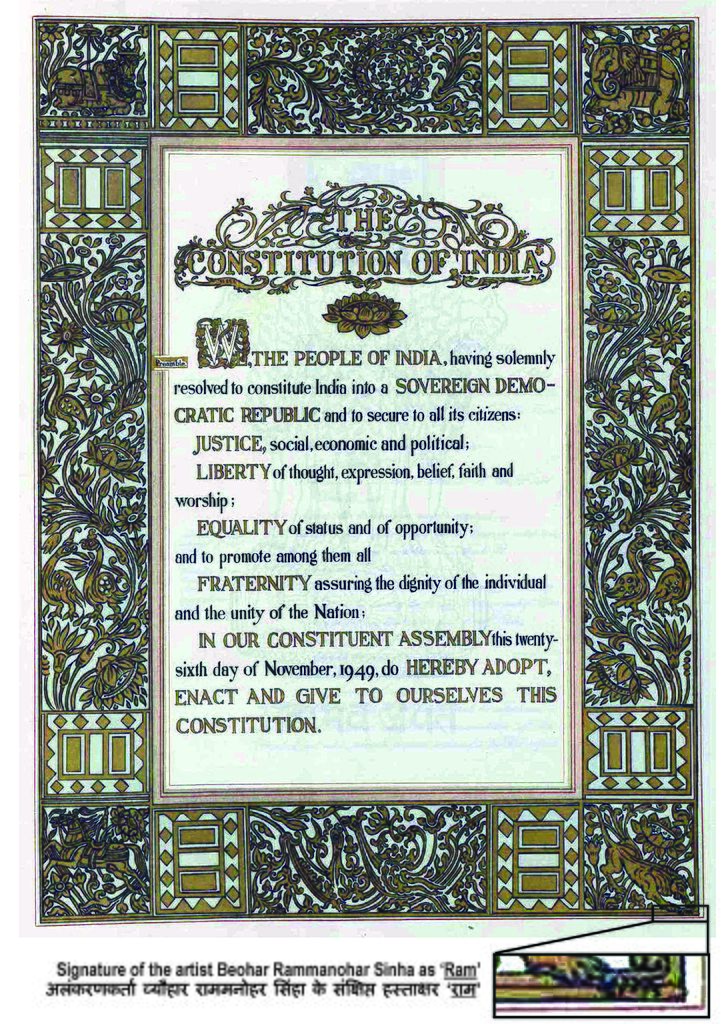 THE
CONSTITUTION OF INDIA
Preamble
WE, THE PEOPLE OF INDIA, having solemnly
resolved to constitute India into a SOVEREIGN DEMO-
CRATIC REPUBLIC and to secure to all its citizens:
JUSTICE, social, economic and political;
LIBERTY of thought, expression, belief, faith and
worship;
EQUALITY of status and of opportunity;
and to promote among them all
FRATERNITY assuring the dignity of the individual
and the unity of the Nation;
IN OUR CONSTITUENT ASSEMBLY this twenty-
sixth day of November, 1949, do HEREBY ADOPT,
ENACT AND GIVE TO OURSELVES THIS
CONSTITUTION.
Signature of the artist Beohar Rammanohar Sinha as 'Ram'
अलंकरणकर्ता ब्यौहार राममनोहर सिंहा के संक्षिप्त हस्ताक्षर 'राम'